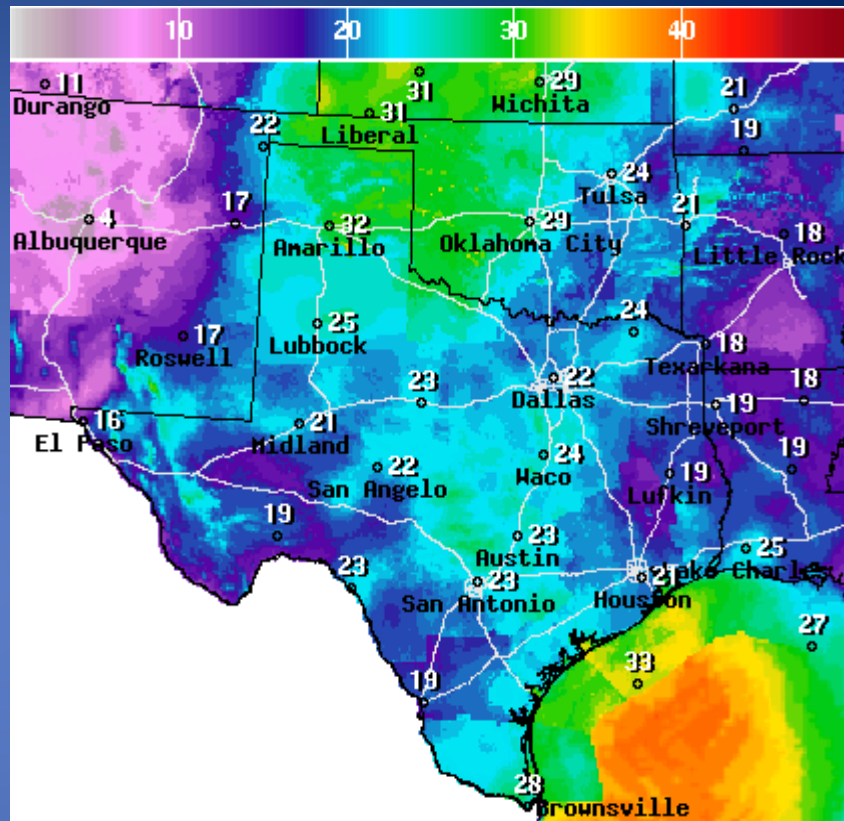 10 20 30 40
11
Durango
31
31
Liberal
29
Wichita
21
19
22
24
Tulsa
4
Albuquerque
17
32
Amarillo
29
Oklahoma City
21
18
Little Rock
17
Roswell
25
Lubbock
24
18
Texarkana
23
22
Dallas
19
Shreveport
18
16
El Paso
21
Midland
22
San Angelo
24
Waco
19
Lufkin
19
19
23
Austin
25
Lake Charles
23
23
San Antonio
21
Houston
27
33
19
28
Brownsville